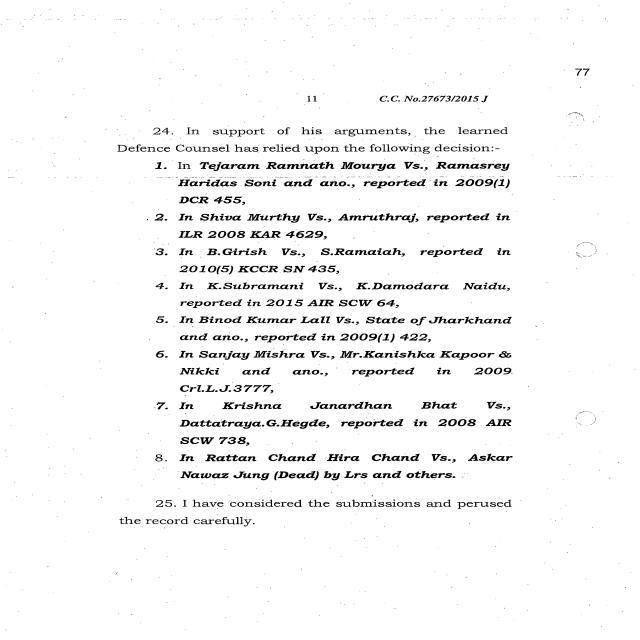 77
11 C.C. No.27673/2015 J
24. In support of his arguments, the learned
Defence Counsel has relied upon the following decision:-
1. In Tejaram Ramnath Mourya Vs., Ramasrey
Haridas Soni and ano., reported in 2009(1)
DCR 455,
2. In Shiva Murthy Vs., Amruthraj, reported in
ILR 2008 KAR 4629,
3. In B.Girish Vs., S.Ramaiah, reported in
2010(5) KCCR SN 435,
4. In K.Subramani Vs., K.Damodara Naidu,
reported in 2015 AIR SCW 64,
5. In Binod Kumar Lall Vs., State of Jharkhand
and ano., reported in 2009(1) 422,
6. In Sanjay Mishra Vs., Mr.Kanishka Kapoor &
Nikki and ano., reported in 2009
Crl.L.J.3777,
7. In Krishna Janardhan Bhat Vs.,
Dattatraya.G.Hegde, reported in 2008 AIR
SCW 738,
8. In Rattan Chand Hira Chand Vs., Askar
Nawaz Jung (Dead) by Lrs and others.
25. I have considered the submissions and perused
the record carefully.